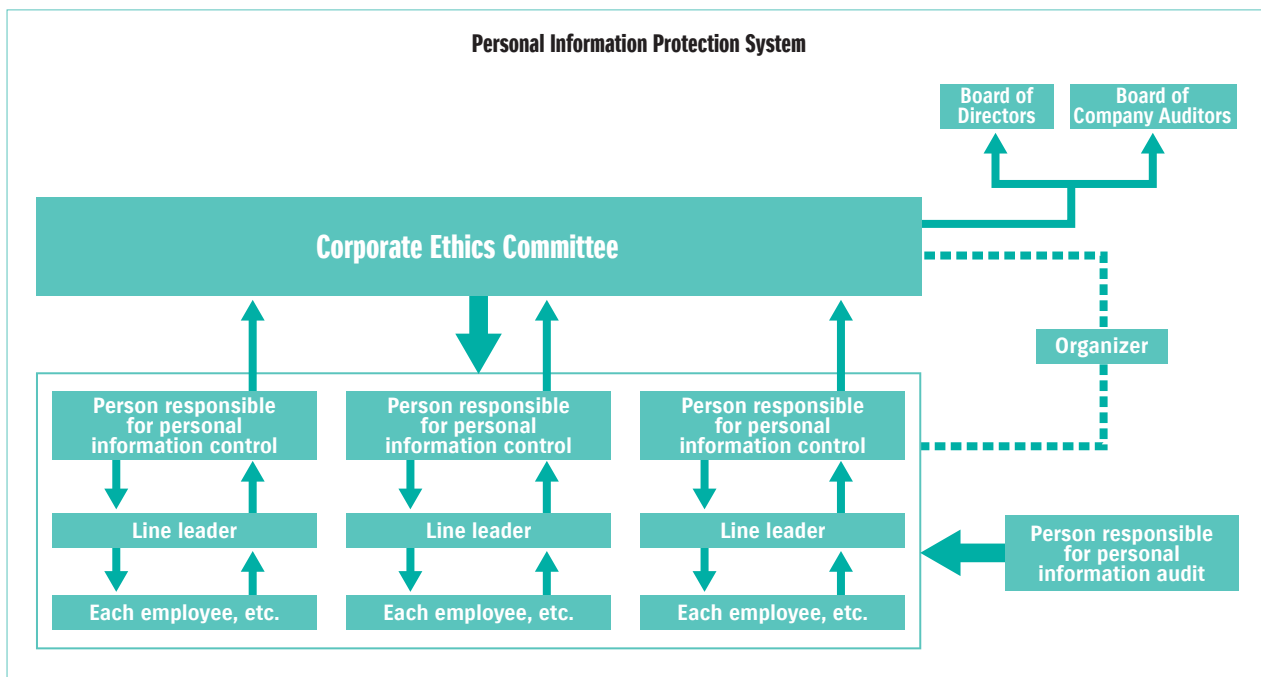 Personal Information Protection System
Board of
Directors
Board of
Company Auditors
Corporate Ethics Committee
Organizer
Person responsible
for personal
information control
Person responsible
for personal
information control
Person responsible
for personal
information control
Line leader
Line leader
Line leader
Person responsible
for personal
information audit
Each employee, etc.
Each employee, etc.
Each employee, etc.